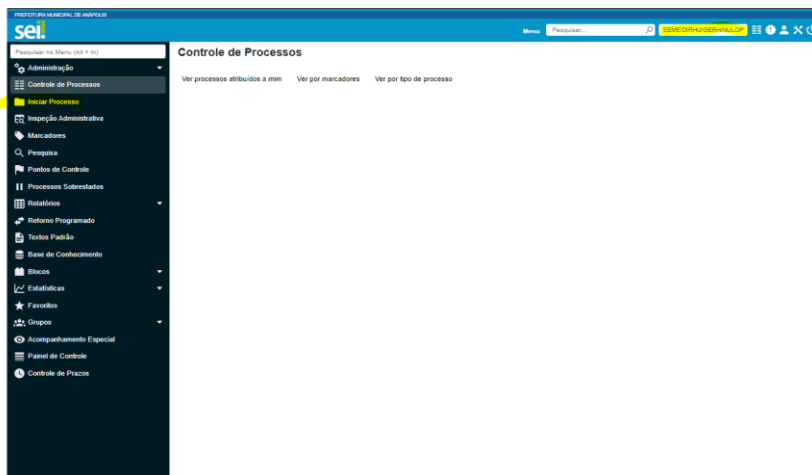 PREFEITURA MUNICIPAL DE ANÁPOLIS
sei!
Menu
Pesquisar...
SEMEC/DIRHU/GERH/NULOP
Pesquisar no Menu (Alt + m)
Administração
Controle de Processos
Iniciar Processo
Inspeção Administrativa
Marcadores
Pesquisa
Pontos de Controle
Processos Sobrestados
Relatórios
Retorno Programado
Textos Padrão
Base de Conhecimento
Blocos
Estatísticas
Favoritos
Grupos
Acompanhamento Especial
Painel de Controle
Controle de Prazos
Controle de Processos
Ver processos atribuídos a mim Ver por marcadores Ver por tipo de processo